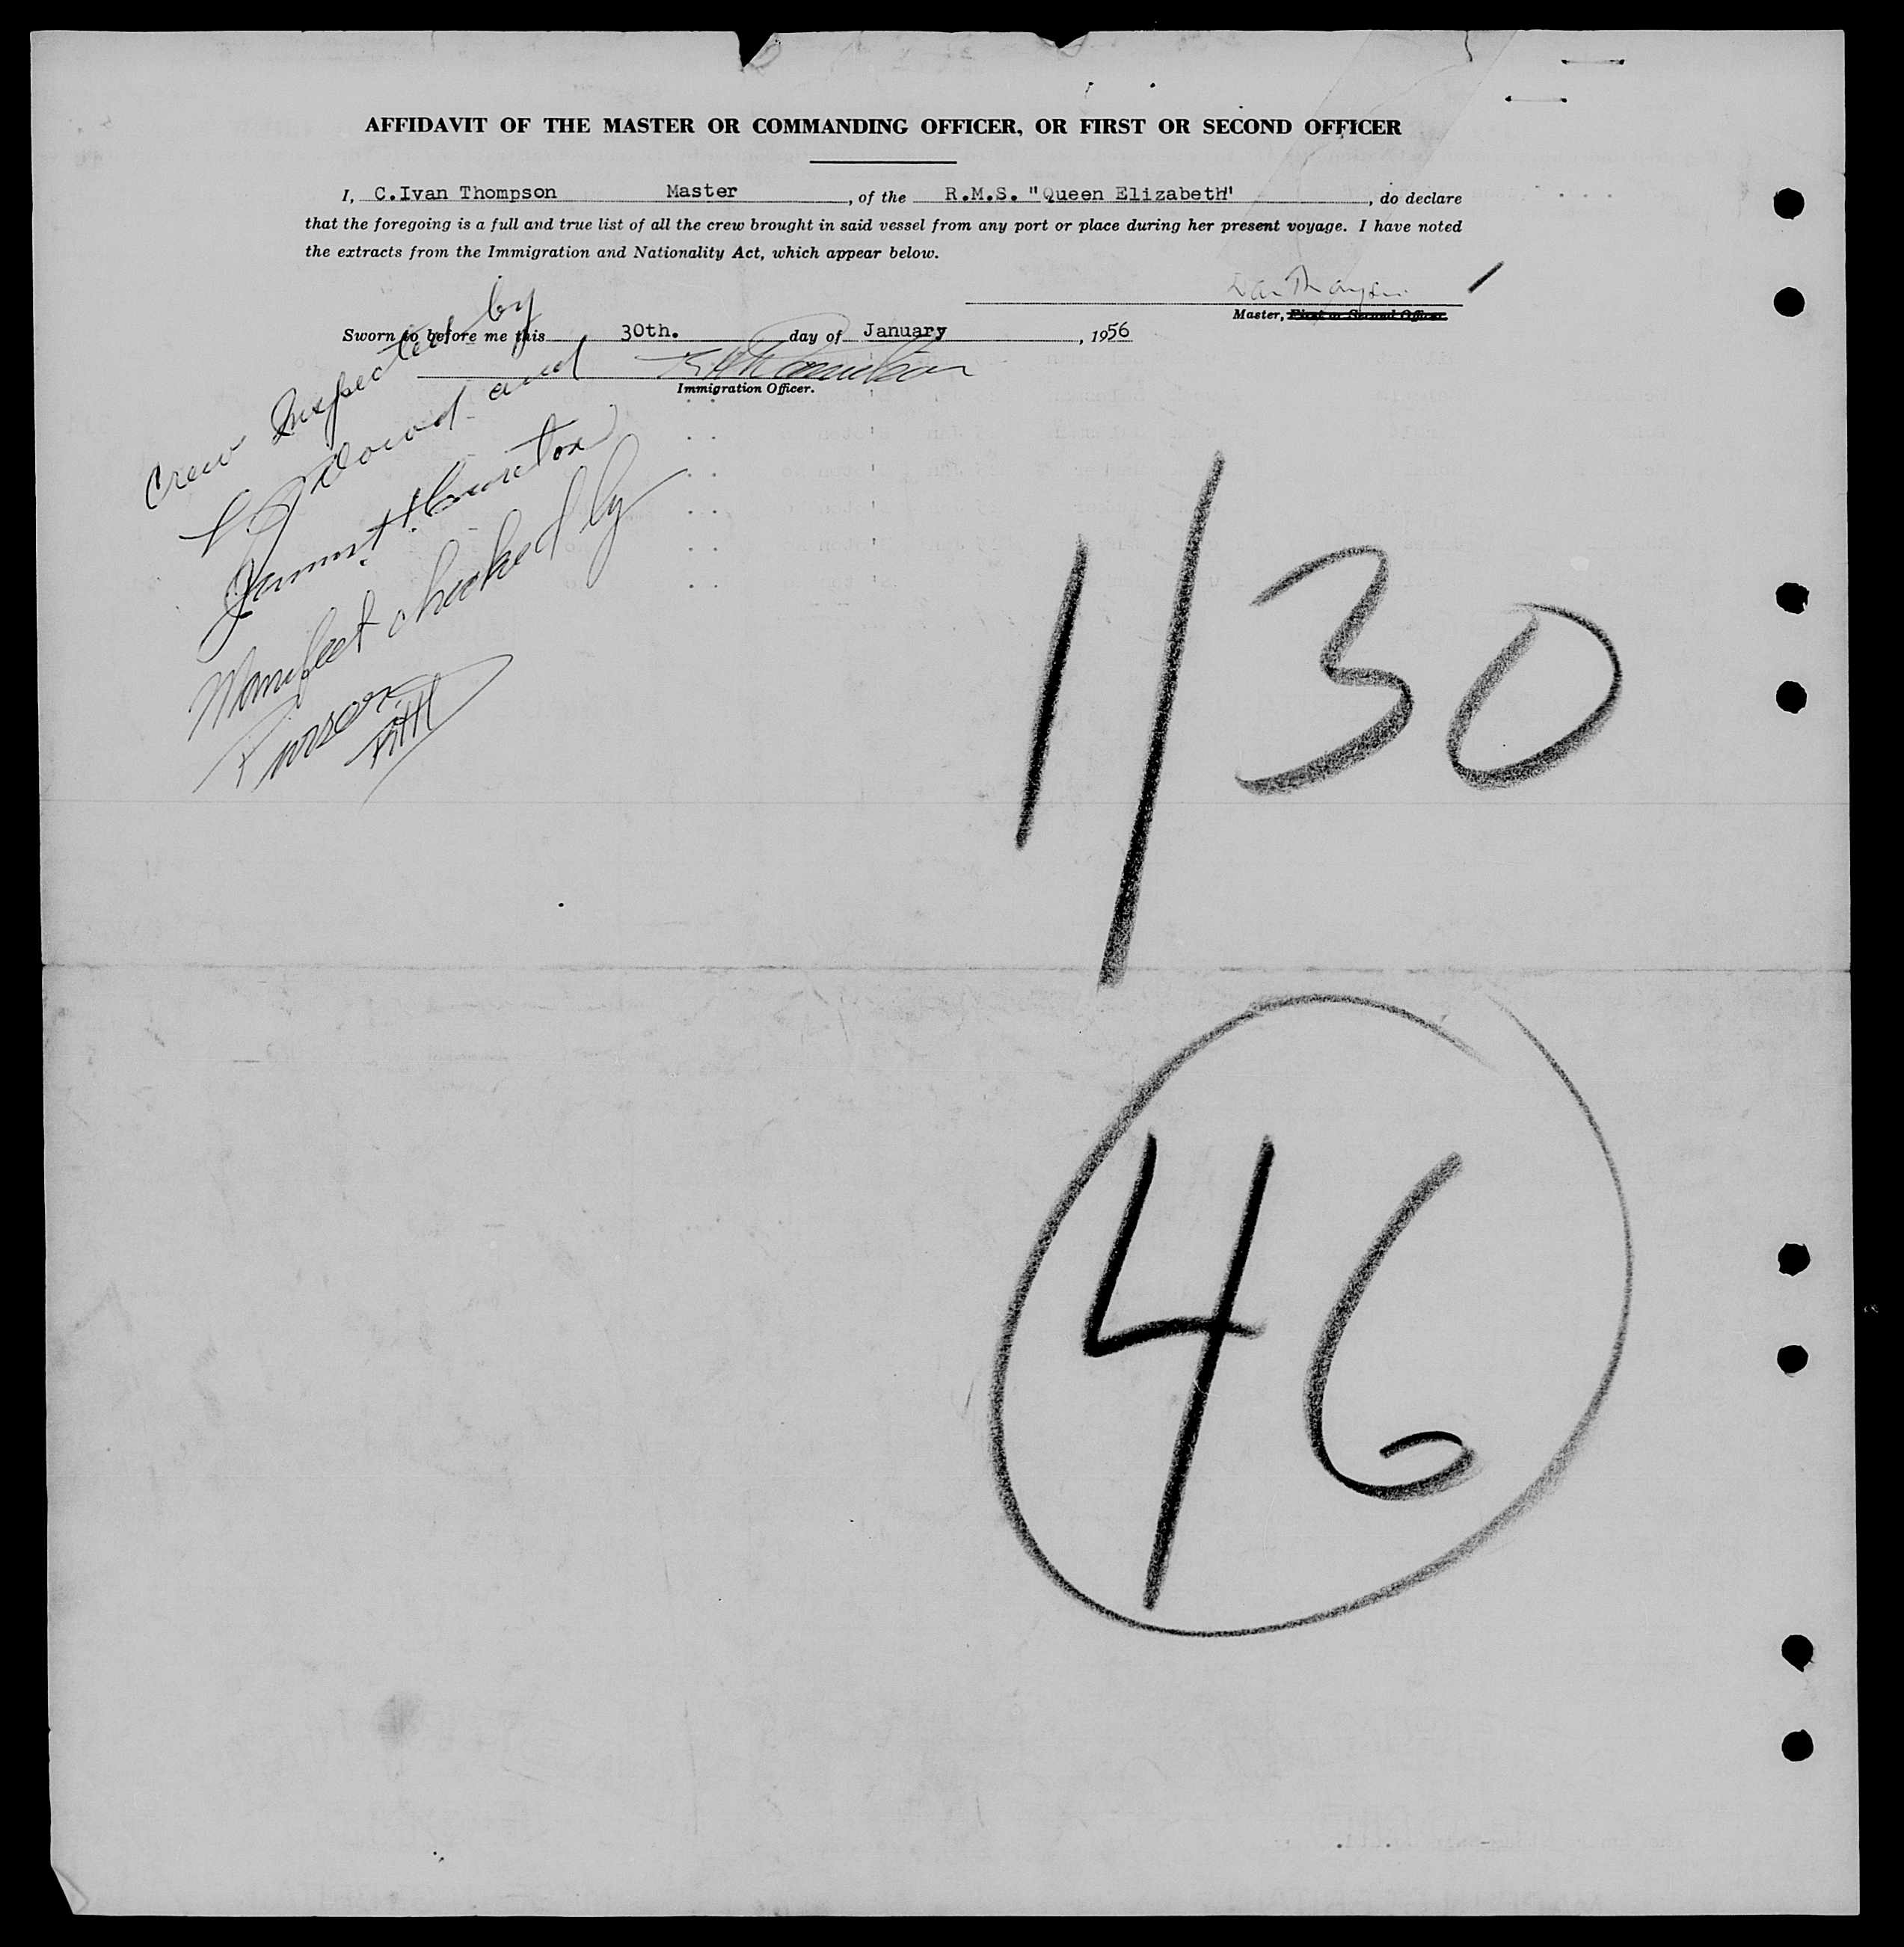 AFFIDAVIT OF THE MASTER OR COMMANDING OFFICER, OR FIRST OR SECOND OFFICER
I, C.Ivan Thompson Master, of the R.M.S. "Queen Elizabeth", do declare
that the foregoing is a full and true list of all the crew brought in said vessel from any port or place during her present voyage. I have noted
the extracts from the Immigration and Nationality Act, which appear below.
Master, First or Second Officer.
Sworn to before me this 30th. day of January, 1956
Immigration Officer.
Crew Inspected by
and
Manifest checked by
Purser
1/30
46